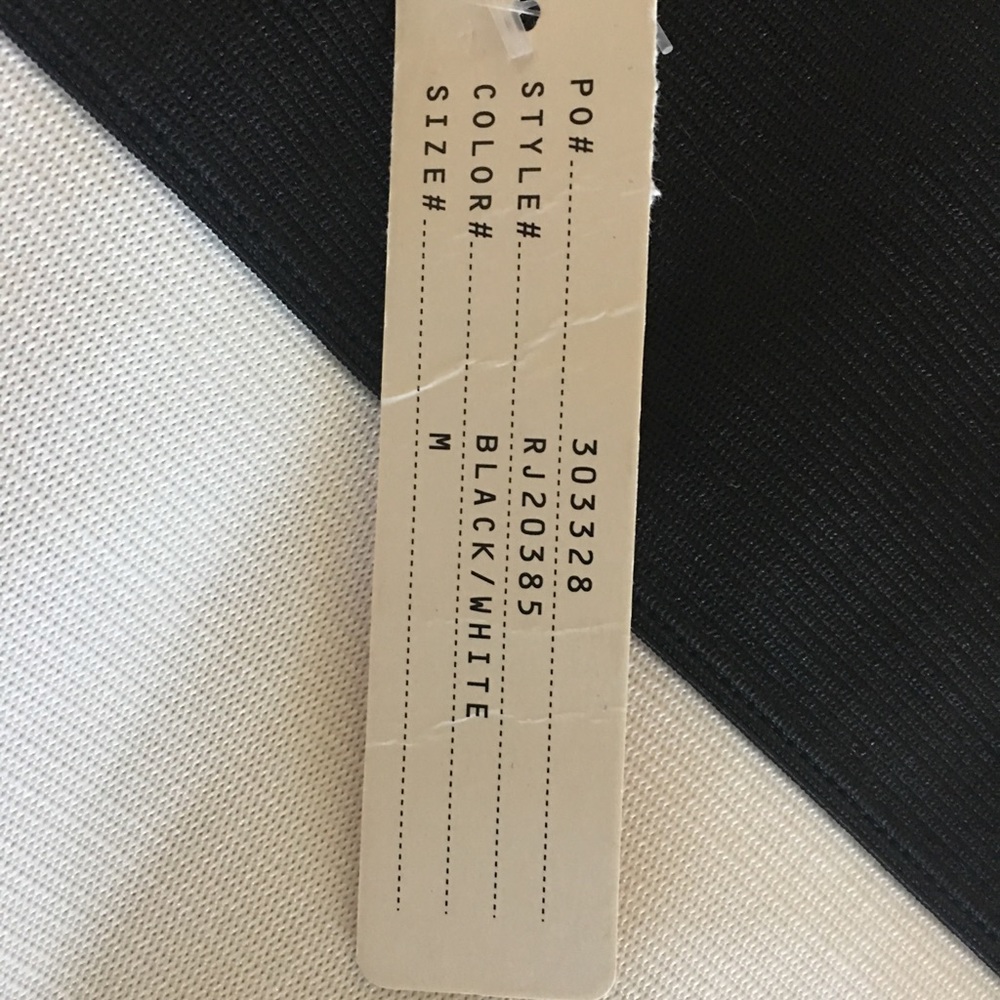 PO# 303328
STYLE# RJ20385
COLOR# BLACK/WHITE
SIZE# M